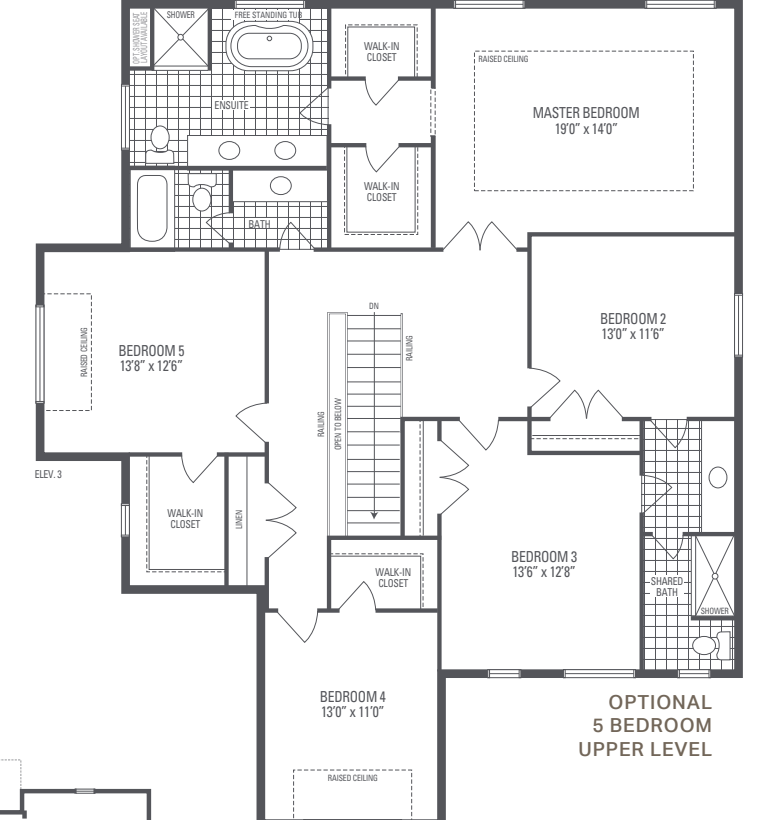 OPT. SHOWER SEAT
LAYOUT AVAILABLE
SHOWER
FREE STANDING TUB
ENSUITE
WALK-IN
CLOSET
RAISED CEILING
MASTER BEDROOM
19'0" x 14'0"
WALK-IN
CLOSET
BATH
BEDROOM 5
13'8" x 12'6"
RAISED CEILING
ELEV. 3
DN
RAILING
RAILING
OPEN TO BELOW
BEDROOM 2
13'0" x 11'6"
WALK-IN
CLOSET
LINEN
WALK-IN
CLOSET
BEDROOM 3
13'6" x 12'8"
SHARED
BATH
SHOWER
BEDROOM 4
13'0" x 11'0"
RAISED CEILING
OPTIONAL
5 BEDROOM
UPPER LEVEL